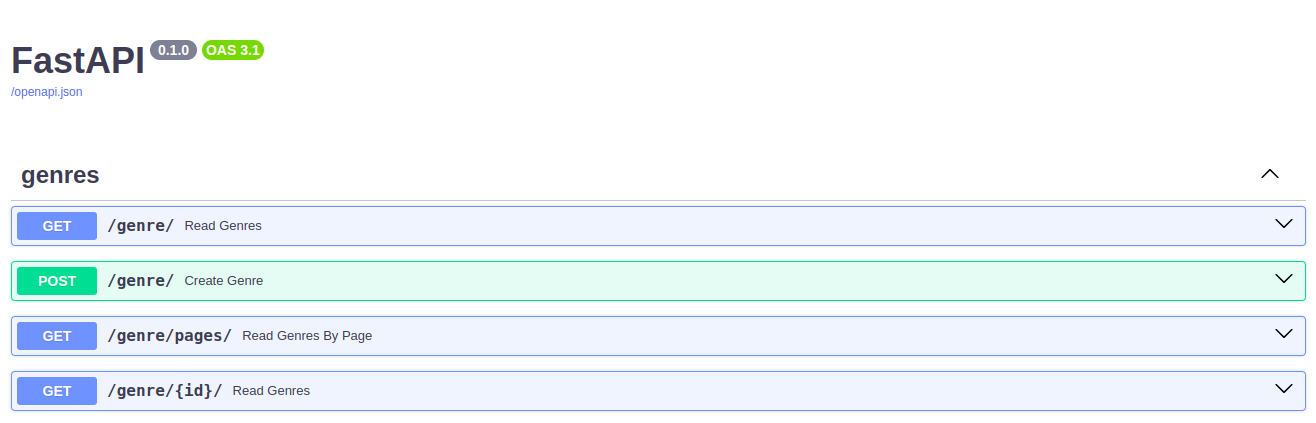 FastAPI 0.1.0 OAS 3.1
/openapi.json
genres
GET /genre/ Read Genres
POST /genre/ Create Genre
GET /genre/pages/ Read Genres By Page
GET /genre/{id}/ Read Genres